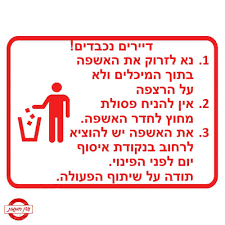 דיירים נכבדים!
1. נא לזרוק את האשפה
בתוך המיכלים ולא
על הרצפה
2. אין להניח פסולת
מחוץ לחדר האשפה.
3. את האשפה יש להוציא
לרחוב בנקודת איסוף
יום לפני הפינוי.
תודה על שיתוף הפעולה.